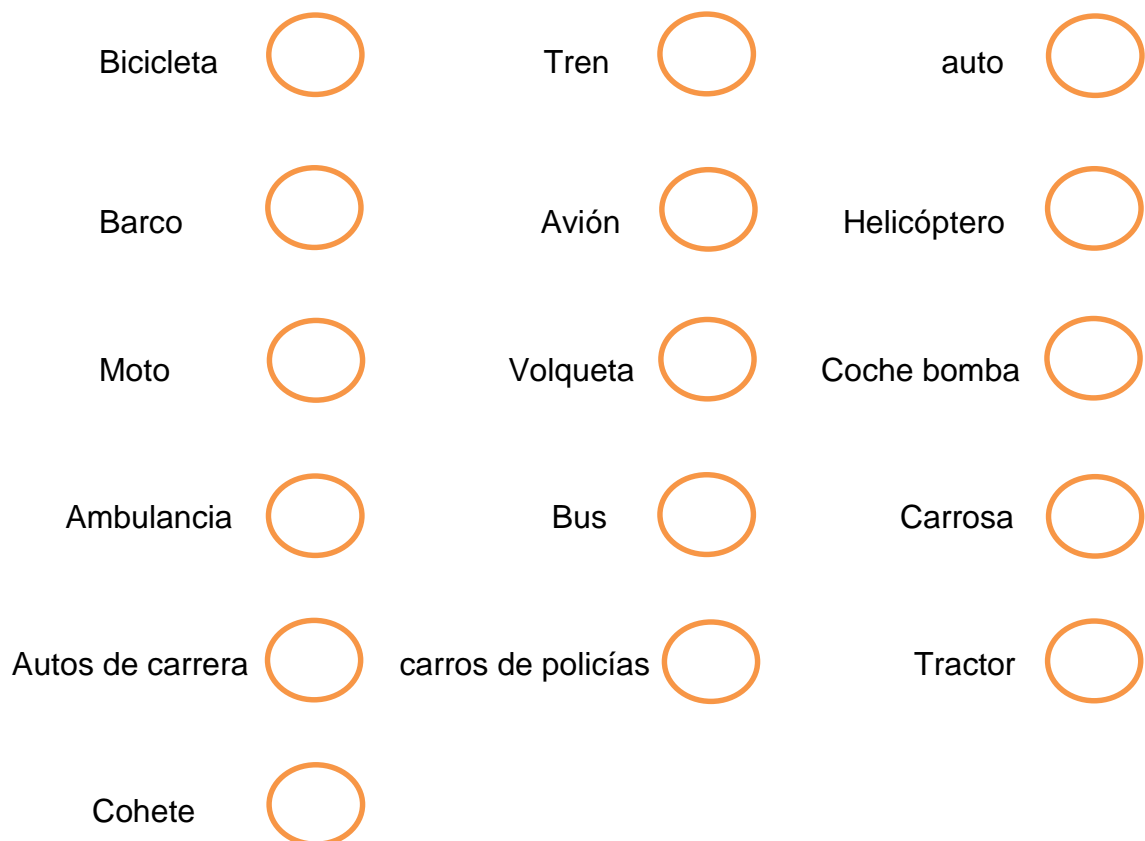 Bicicleta Tren auto
Barco Avión Helicóptero
Moto Volqueta Coche bomba
Ambulancia Bus Carrosa
Autos de carrera carros de policías Tractor
Cohete